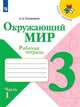 А. А. Плешаков
Окружающий
МИР
Рабочая тетрадь
3
Часть 1